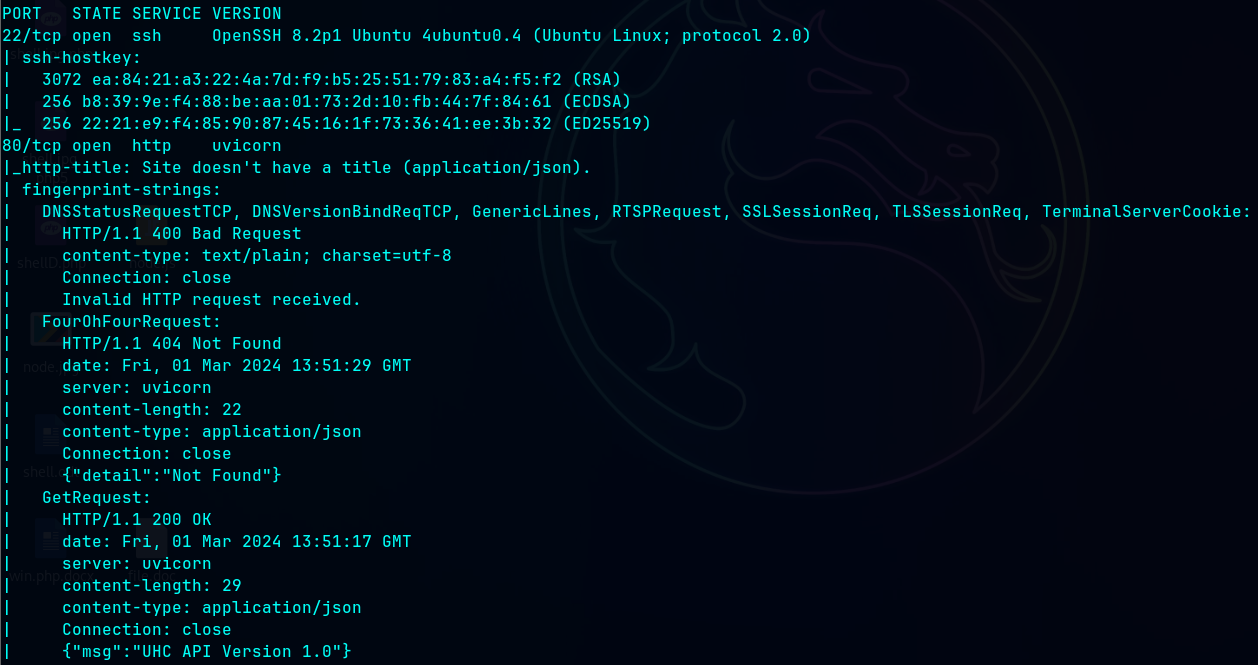 PORT   STATE SERVICE VERSION
22/tcp open  ssh     OpenSSH 8.2p1 Ubuntu 4ubuntu0.4 (Ubuntu Linux; protocol 2.0)
| ssh-hostkey:
|   3072 ea:84:21:a3:22:4a:7d:f9:b5:25:51:79:83:a4:f5:f2 (RSA)
|   256 b8:39:9e:f4:88:be:aa:01:73:2d:10:fb:44:7f:84:61 (ECDSA)
|_  256 22:21:e9:f4:85:90:87:45:16:1f:73:36:41:ee:3b:32 (ED25519)
80/tcp open  http    uvicorn
|_http-title: Site doesn't have a title (application/json).
| fingerprint-strings:
|   DNSStatusRequestTCP, DNSVersionBindReqTCP, GenericLines, RTSPRequest, SSLSessionReq, TLSSessionReq, TerminalServerCookie:
|     HTTP/1.1 400 Bad Request
|     content-type: text/plain; charset=utf-8
|     Connection: close
|     Invalid HTTP request received.
|   FourOhFourRequest:
|     HTTP/1.1 404 Not Found
|     date: Fri, 01 Mar 2024 13:51:29 GMT
|     server: uvicorn
|     content-length: 22
|     content-type: application/json
|     Connection: close
|     {"detail":"Not Found"}
|   GetRequest:
|     HTTP/1.1 200 OK
|     date: Fri, 01 Mar 2024 13:51:17 GMT
|     server: uvicorn
|     content-length: 29
|     content-type: application/json
|     Connection: close
|     {"msg":"UHC API Version 1.0"}